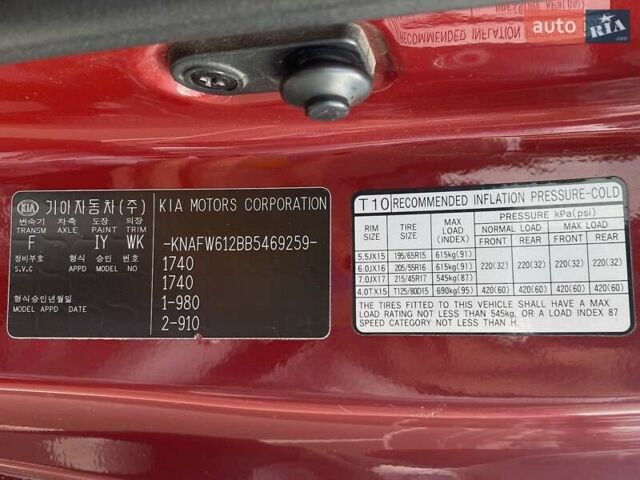 auto RIA
.com
RECOMMENDED INFLATION
KIA 기아자동차(주)
변속기 차축 도장 의장
TRANSM AXLE PAINT TRIM
F IY WK
정비부호 형식 승인 번호
S.V.C APPD MODEL NO
형식승인년월일
MODEL APPD DATE
KIA MOTORS CORPORATION
-KNAFW612BB5469259-
1740
1740
1-980
2-910
T10 RECOMMENDED INFLATION PRESSURE-COLD
RIM SIZE TIRE SIZE MAX LOAD (INDEX) PRESSURE kPa(psi)
NORMAL LOAD MAX LOAD
FRONT REAR FRONT REAR
5.5JX15 195/65R15 615kg(91)
6.0JX16 205/55R16 615kg(91) 220(32) 220(32) 220(32) 220(32)
7.0JX17 215/45R17 545kg(87)
4.0TX15 T125/80D15 690kg(95) 420(60) 420(60) 420(60) 420(60)
THE TIRES FITTED TO THIS VEHICLE SHALL HAVE A MAX
LOAD RATING NOT LESS THAN 545kg. OR A LOAD INDEX 87
SPEED CATEGORY NOT LESS THAN H.